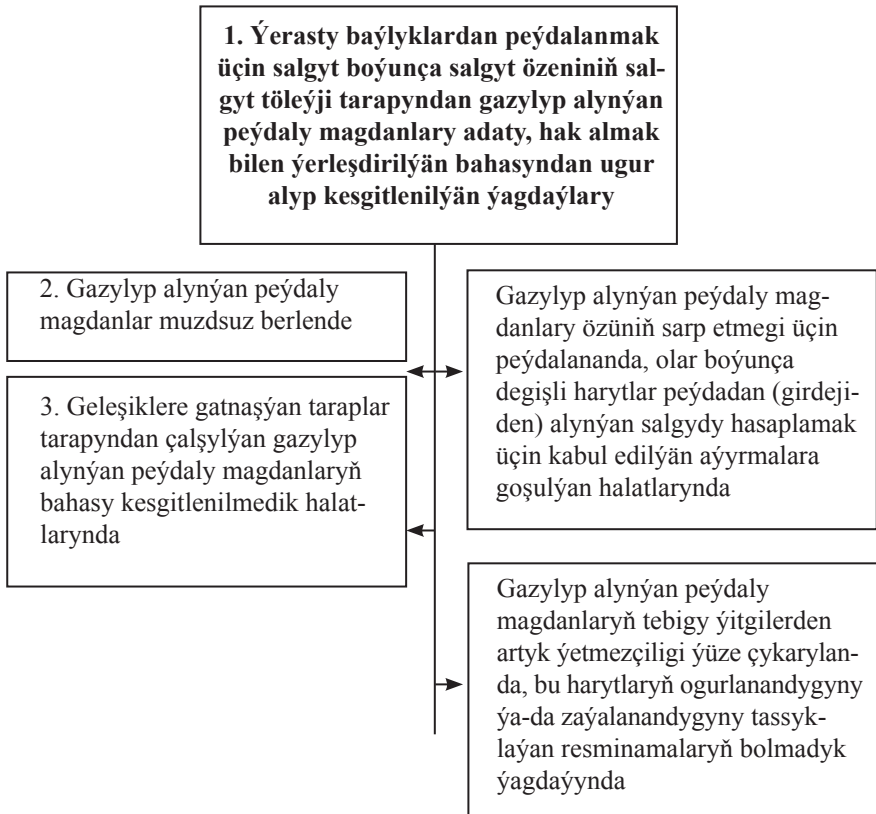 1. Ýerasty baýlyklardan peýdalanmak
üçin salgyt boýunça salgyt özeniniň sal-
gyt töleýji tarapyndan gazylyp alynýan
peýdaly magdanlary adaty, hak almak
bilen ýerleşdirilýän bahasyndan ugur
alyp kesgitlenilýän ýagdaýlary
2. Gazylyp alynýan peýdaly
magdanlar muzdsuz berlende
Gazylyp alynýan peýdaly mag-
danlary özüniň sarp etmegi üçin
peýdalananda, olar boýunça
degişli harytlar peýdadan (girdeji-
den) alynýan salgydy hasaplamak
üçin kabul edilýän aýyrmalara
goşulýan halatlarynda
3. Geleşiklere gatnaşýan taraplar
tarapyndan çalşylýan gazylyp
alynýan peýdaly magdanlaryň
bahasy kesgitlenilmedik halat-
larynda
Gazylyp alynýan peýdaly
magdanlaryň tebigy ýitgilerden
artyk ýetmezçiligi ýüze çykarylan-
da, bu harytlaryň ogurlanandygyny
ýa-da zaýalanandygyny tassyk-
laýan resminamalaryň bolmadyk
ýagdaýynda